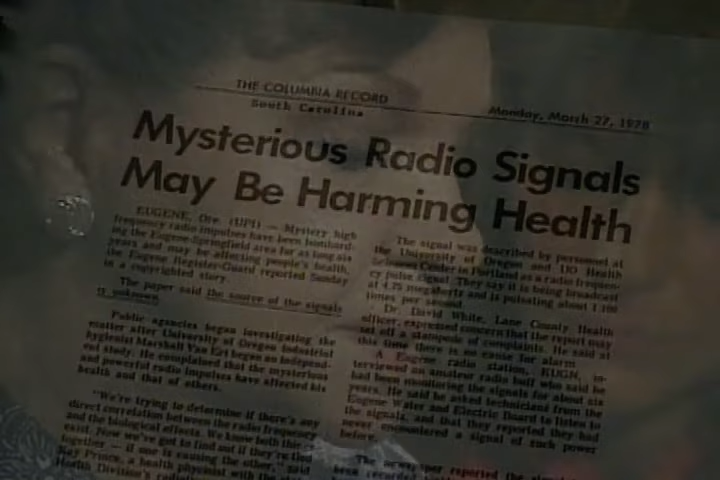 THE COLUMBIA RECORD
South Carolina
Monday, March 27, 1978
Mysterious Radio Signals
May Be Harming Health
EUGENE, Ore. (UPI) — Mystery high
frequency radio impulses have been bombard-
ing the Eugene-Springfield area for as long as six
years and may be affecting people's health,
the Eugene Register-Guard reported Sunday
in a copyrighted story.
The paper said the source of the signals
is unknown.
Public agencies began investigating the
matter after University of Oregon industrial
hygienist Marshall Van Ert began an independ-
ent study. He complained that the mysterious
and powerful radio impulses have affected his
health and that of others.
"We're trying to determine if there's any
direct correlation between the radio frequency
and the biological effects. We know both
exist. Now we've got to find out if they're tied
together — if one is causing the other," said
Ray Prince, a health physicist with the
Health Division's
The signal was described by personnel at
the University of Oregon and UO Health
Sciences Center in Portland as a radio frequen-
cy pulse signal. They say it is being broadcast
at 4.75 megahertz and is pulsating about 1,100
times per second.
Dr. David White, Lane County Health
officer, expressed concern that the report may
set off a stampede of complaints. He said at
this time there is no cause for alarm.
A Eugene radio station, KUGN, in-
terviewed an amateur radio buff who said he
had been monitoring the signals for about six
years. He said he asked technicians from the
Eugene Water and Electric Board to listen to
the signals, and that they reported they had
never encountered a signal of such power
before.
The newspaper reported the
been recorded